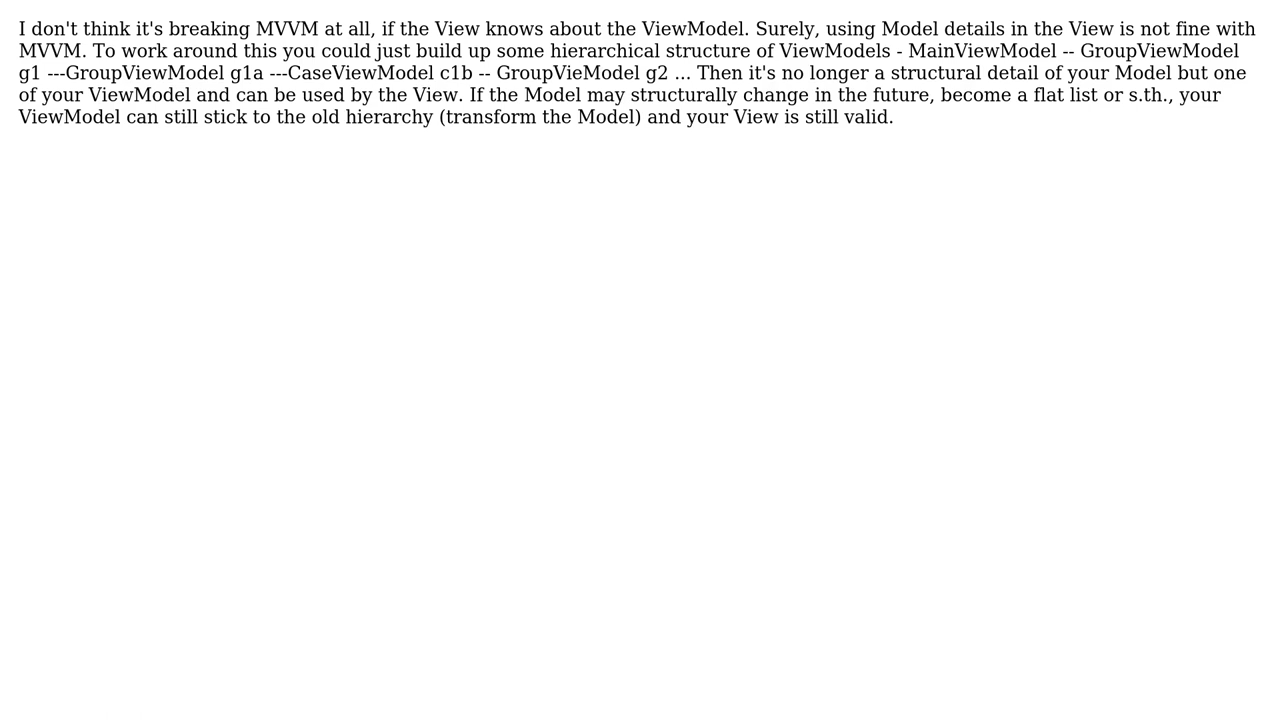 I don't think it's breaking MVVM at all, if the View knows about the ViewModel. Surely, using Model details in the View is not fine with
MVVM. To work around this you could just build up some hierarchical structure of ViewModels - MainViewModel -- GroupViewModel
g1 ---GroupViewModel g1a ---CaseViewModel c1b -- GroupVieModel g2 ... Then it's no longer a structural detail of your Model but one
of your ViewModel and can be used by the View. If the Model may structurally change in the future, become a flat list or s.th., your
ViewModel can still stick to the old hierarchy (transform the Model) and your View is still valid.